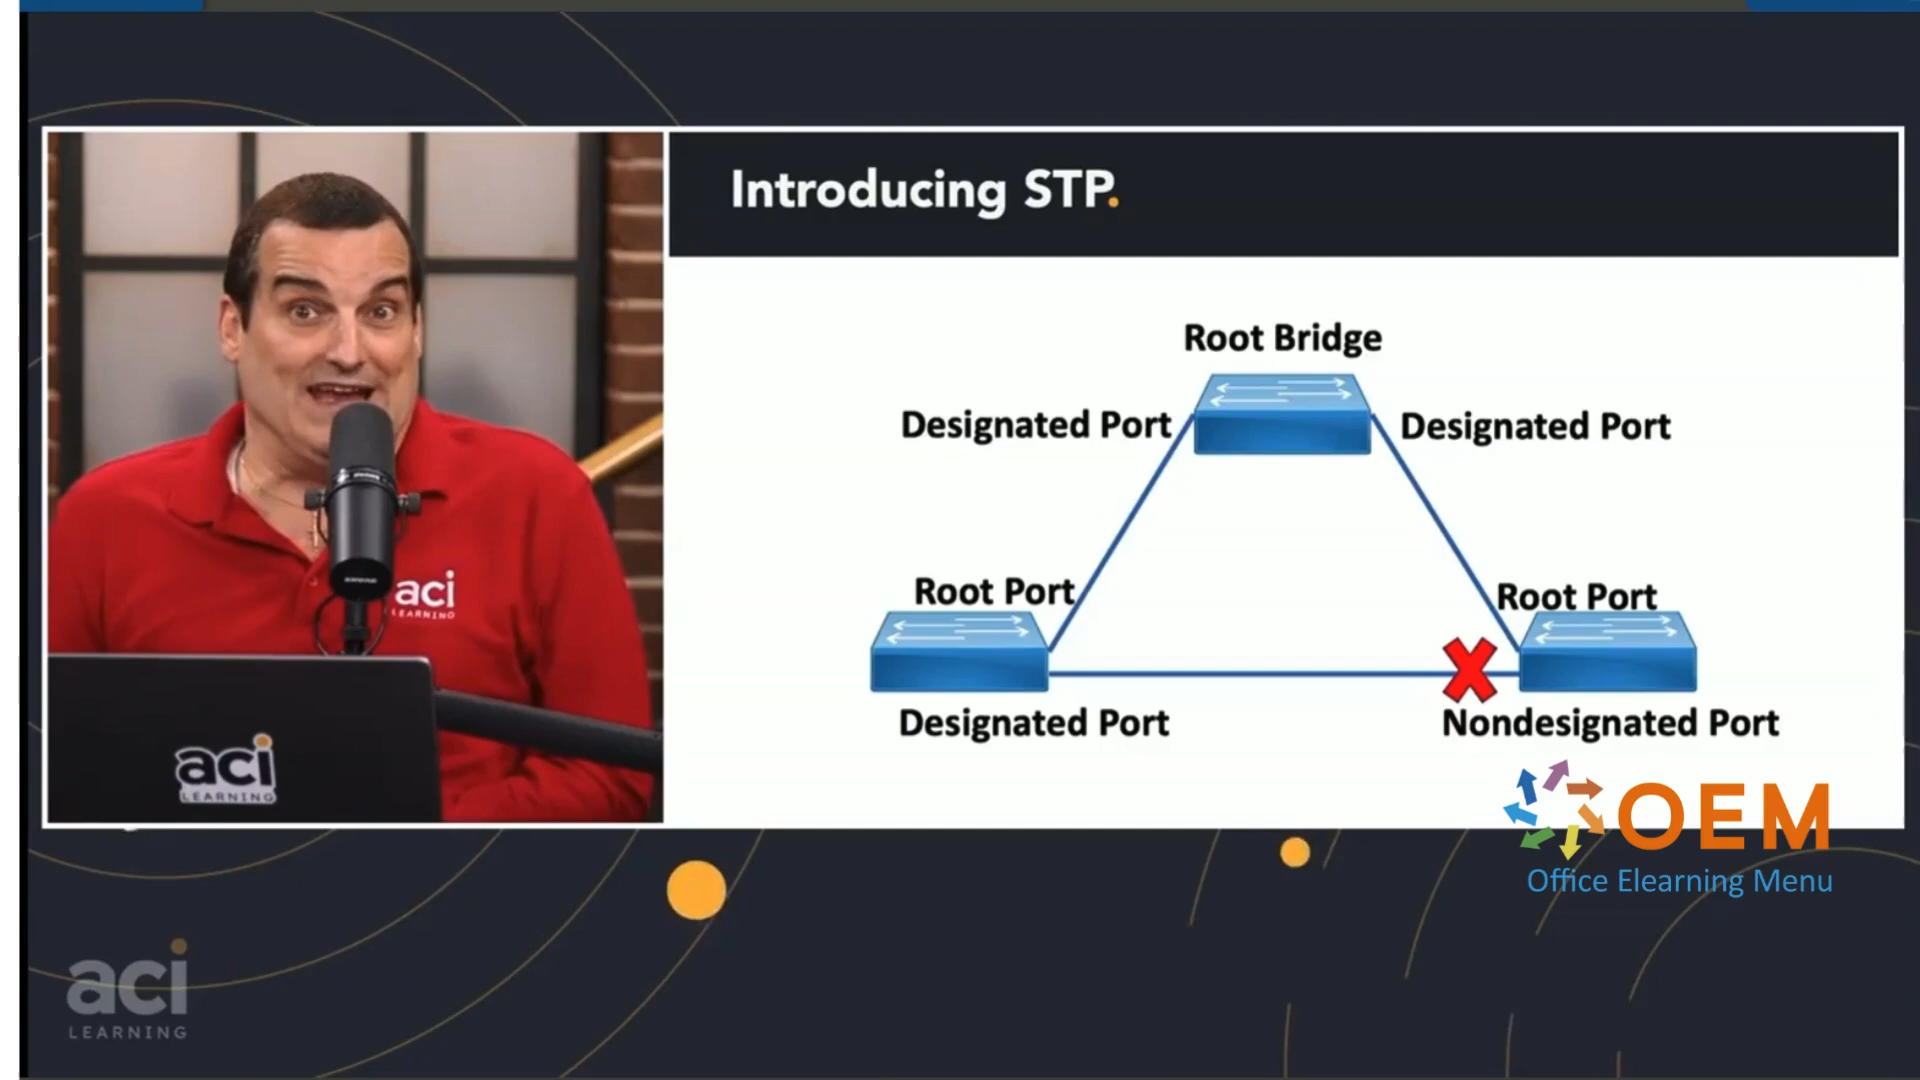 Introducing STP.
Root Bridge
Designated Port
Designated Port
Root Port
Root Port
Designated Port
Nondesignated Port
aci
LEARNING
aci
LEARNING
OEM
Office Elearning Menu
aci
LEARNING